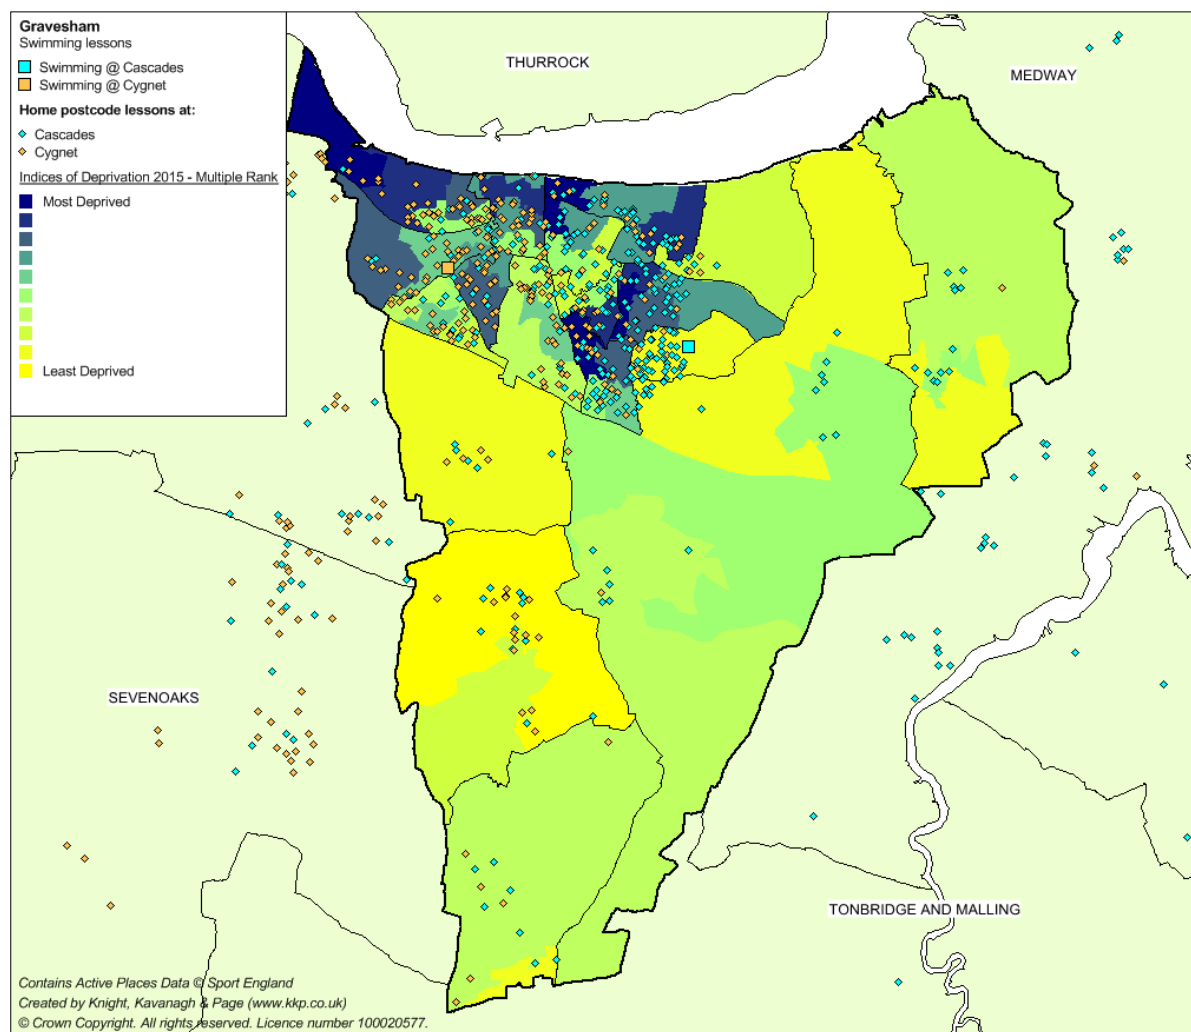 Gravesham
Swimming lessons
Swimming @ Cascades
Swimming @ Cygnet
Home postcode lessons at:
Cascades
Cygnet
Indices of Deprivation 2015 - Multiple Rank
Most Deprived
Least Deprived
THURROCK
MEDWAY
SEVENOAKS
TONBRIDGE AND MALLING
Contains Active Places Data © Sport England
Created by Knight, Kavanagh & Page (www.kkp.co.uk)
© Crown Copyright. All rights reserved. Licence number 100020577.